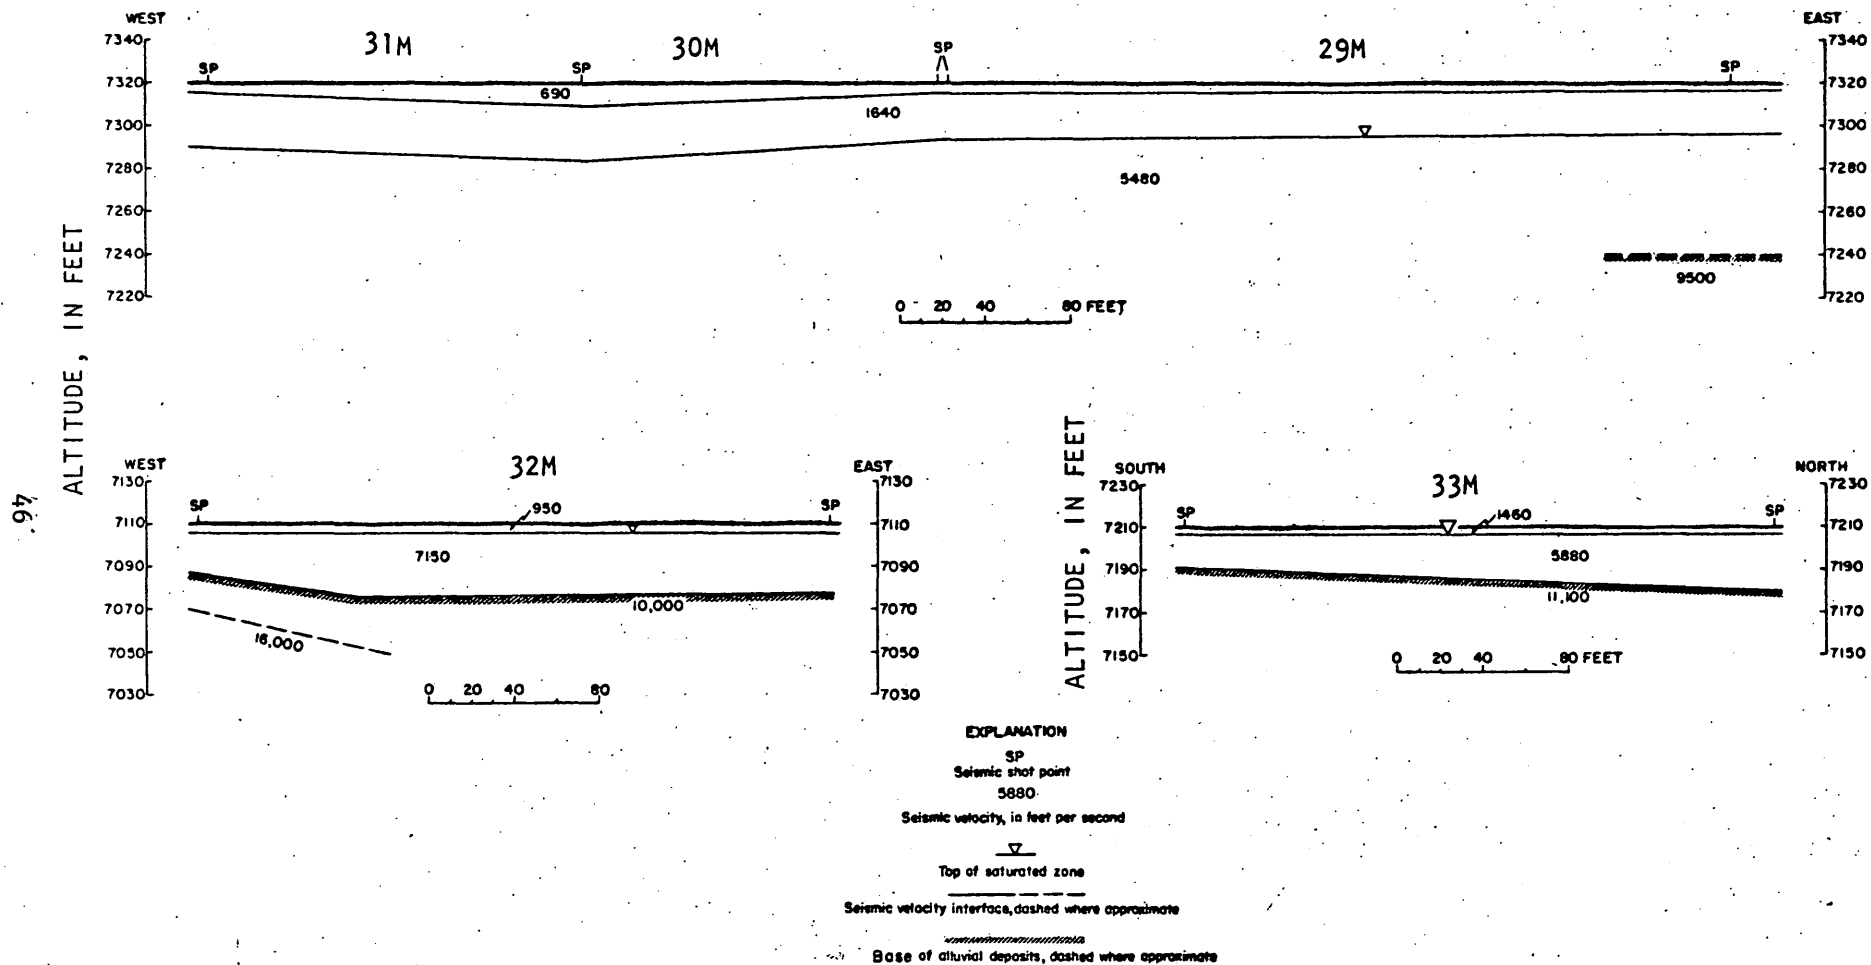 WEST
EAST
31M
30M
29M
SP
SP
SP
SP
7340
7320
7300
7280
7260
7240
7220
690
1640
5480
9500
7340
7320
7300
7280
7260
7240
7220
0 20 40 80 FEET
ALTITUDE, IN FEET
46.
WEST
32M
EAST
SP
SP
7130
7110
7090
7070
7050
7030
950
7150
10,000
16,000
7130
7110
7090
7070
7050
7030
0 20 40 80
ALTITUDE, IN FEET
SOUTH
33M
NORTH
SP
SP
7230
7210
7190
7170
7150
1460
5880
11,100
7230
7210
7190
7170
7150
0 20 40 80 FEET
EXPLANATION
SP
Seismic shot point
5880
Seismic velocity, in feet per second
Top of saturated zone
Seismic velocity interface, dashed where approximate
Base of alluvial deposits, dashed where approximate